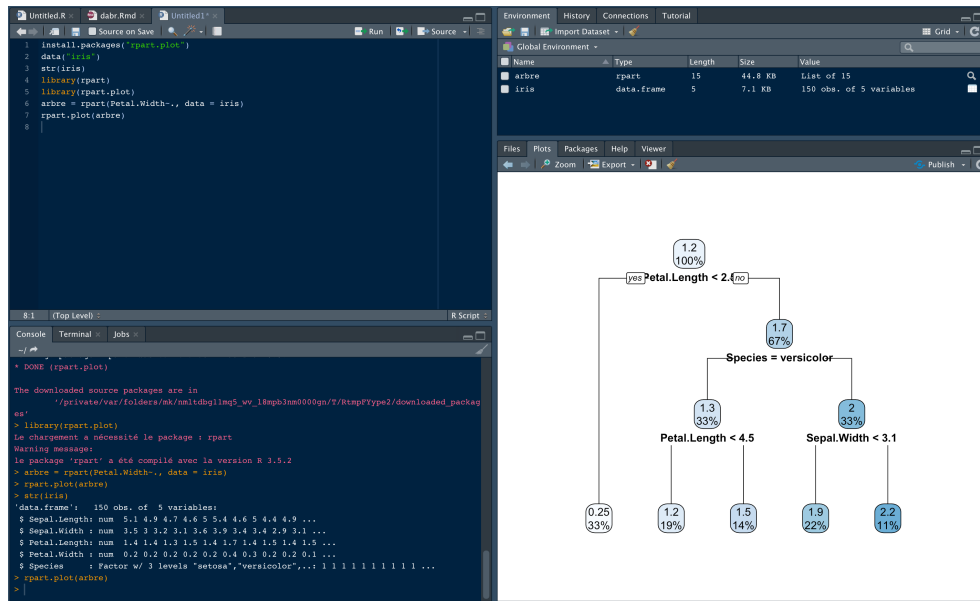 Untitled.R × dabr.Rmd × Untitled1* ×
Source on Save Run Source
1 install.packages("rpart.plot")
2 data("iris")
3 str(iris)
4 library(rpart)
5 library(rpart.plot)
6 arbre = rpart(Petal.Width~., data = iris)
7 rpart.plot(arbre)
8
8:1 (Top Level) R Script
Console Terminal × Jobs ×
~/
* DONE (rpart.plot)
The downloaded source packages are in
es'
> library(rpart.plot)
Le chargement a nécessité le package : rpart
Warning message:
le package 'rpart' a été compilé avec la version R 3.5.2
> arbre = rpart(Petal.Width~., data = iris)
> rpart.plot(arbre)
> str(iris)
'data.frame': 150 obs. of 5 variables:
$ Sepal.Length: num 5.1 4.9 4.7 4.6 5 5.4 4.6 5 4.4 4.9 ...
$ Sepal.Width : num 3.5 3 3.2 3.1 3.6 3.9 3.4 3.4 2.9 3.1 ...
$ Petal.Length: num 1.4 1.4 1.3 1.5 1.4 1.7 1.4 1.5 1.4 1.5 ...
$ Petal.Width : num 0.2 0.2 0.2 0.2 0.2 0.4 0.3 0.2 0.2 0.1 ...
$ Species : Factor w/ 3 levels "setosa","versicolor",..: 1 1 1 1 1 1 1 1 1 1 ...
> rpart.plot(arbre)
>
Environment History Connections Tutorial
Import Dataset Grid
Global Environment
Name Type Length Size Value
arbre rpart 15 44.8 KB List of 15
iris data.frame 5 7.1 KB 150 obs. of 5 variables
Files Plots Packages Help Viewer
Zoom Export Publish
1.2
100%
yes Petal.Length < 2.5 no
1.7
67%
Species = versicolor
1.3 2
33% 33%
Petal.Length < 4.5 Sepal.Width < 3.1
0.25 1.2 1.5 1.9 2.2
33% 19% 14% 22% 11%